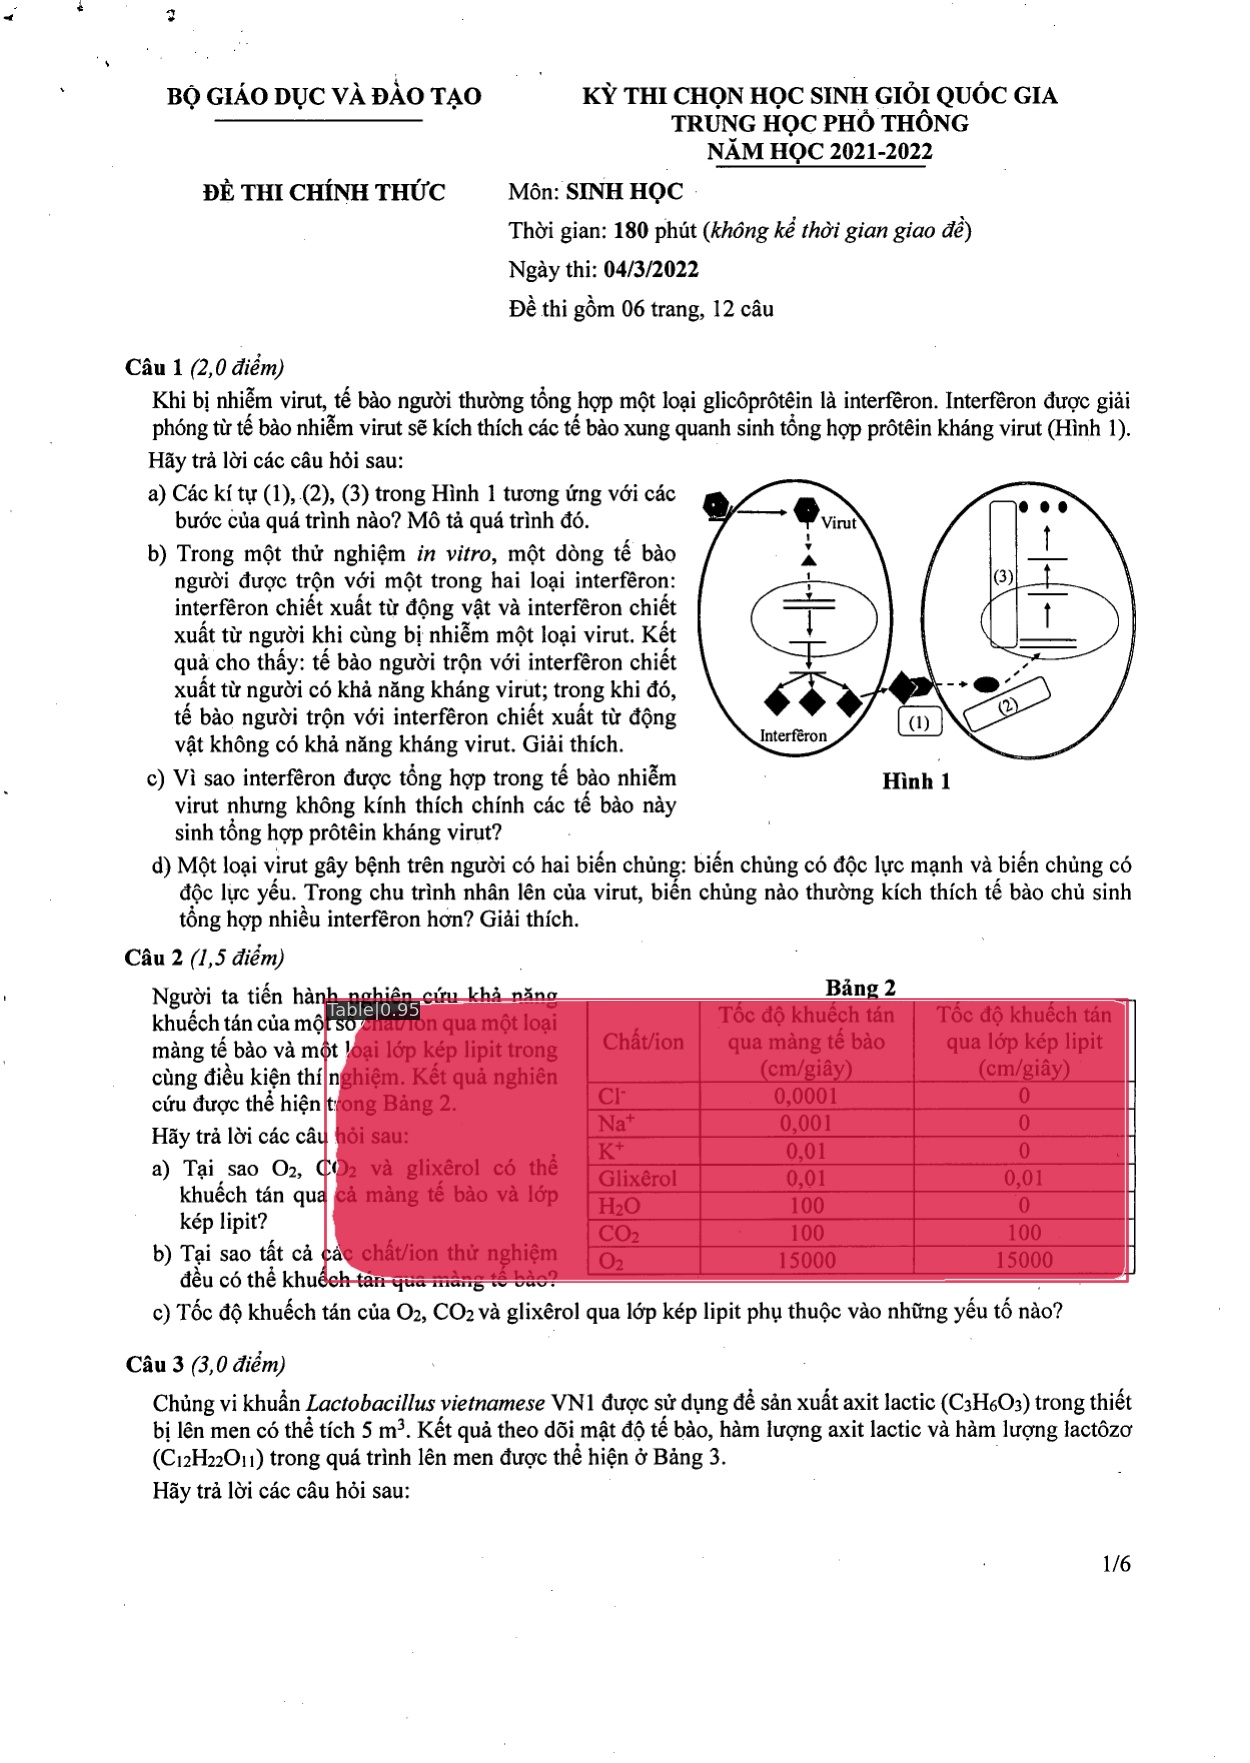 BỘ GIÁO DỤC VÀ ĐÀO TẠO
KỲ THI CHỌN HỌC SINH GIỎI QUỐC GIA
TRUNG HỌC PHỔ THÔNG
NĂM HỌC 2021-2022
ĐỀ THI CHÍNH THỨC
Môn: SINH HỌC
Thời gian: 180 phút (không kể thời gian giao đề)
Ngày thi: 04/3/2022
Đề thi gồm 06 trang, 12 câu
Câu 1 (2,0 điểm)
Khi bị nhiễm virut, tế bào người thường tổng hợp một loại glicôprôtêin là interfêron. Interfêron được giải
phóng từ tế bào nhiễm virut sẽ kích thích các tế bào xung quanh sinh tổng hợp prôtêin kháng virut (Hình 1).
Hãy trả lời các câu hỏi sau:
a) Các kí tự (1), (2), (3) trong Hình 1 tương ứng với các
bước của quá trình nào? Mô tả quá trình đó.
b) Trong một thử nghiệm in vitro, một dòng tế bào
người được trộn với một trong hai loại interfêron:
interfêron chiết xuất từ động vật và interfêron chiết
xuất từ người khi cùng bị nhiễm một loại virut. Kết
quả cho thấy: tế bào người trộn với interfêron chiết
xuất từ người có khả năng kháng virut; trong khi đó,
tế bào người trộn với interfêron chiết xuất từ động
vật không có khả năng kháng virut. Giải thích.
c) Vì sao interfêron được tổng hợp trong tế bào nhiễm
virut nhưng không kính thích chính các tế bào này
sinh tổng hợp prôtêin kháng virut?
Virut
(3)
(2)
(1)
Interfêron
Hình 1
d) Một loại virut gây bệnh trên người có hai biến chủng: biến chủng có độc lực mạnh và biến chủng có
độc lực yếu. Trong chu trình nhân lên của virut, biến chủng nào thường kích thích tế bào chủ sinh
tổng hợp nhiều interfêron hơn? Giải thích.
Câu 2 (1,5 điểm)
Người ta tiến hành nghiên cứu khả năng
khuếch tán của một số chất/ion qua một loại
màng tế bào và một loại lớp kép lipit trong
cùng điều kiện thí nghiệm. Kết quả nghiên
cứu được thể hiện trong Bảng 2.
Hãy trả lời các câu hỏi sau:
a) Tại sao O2, CO2 và glixêrol có thể
khuếch tán qua cả màng tế bào và lớp
kép lipit?
b) Tại sao tất cả các chất/ion thử nghiệm
đều có thể khuếch tán qua màng tế bào?
Table|0.95
Bảng 2
Chất/ion Tốc độ khuếch tán qua màng tế bào (cm/giây) Tốc độ khuếch tán qua lớp kép lipit (cm/giây)
Cl- 0,0001 0
Na+ 0,001 0
K+ 0,01 0
Glixêrol 0,01 0,01
H2O 100 0
CO2 100 100
O2 15000 15000
c) Tốc độ khuếch tán của O2, CO2 và glixêrol qua lớp kép lipit phụ thuộc vào những yếu tố nào?
Câu 3 (3,0 điểm)
Chủng vi khuẩn Lactobacillus vietnamese VN1 được sử dụng để sản xuất axit lactic (C3H6O3) trong thiết
bị lên men có thể tích 5 m³. Kết quả theo dõi mật độ tế bào, hàm lượng axit lactic và hàm lượng lactôzơ
(C12H22O11) trong quá trình lên men được thể hiện ở Bảng 3.
Hãy trả lời các câu hỏi sau:
1/6